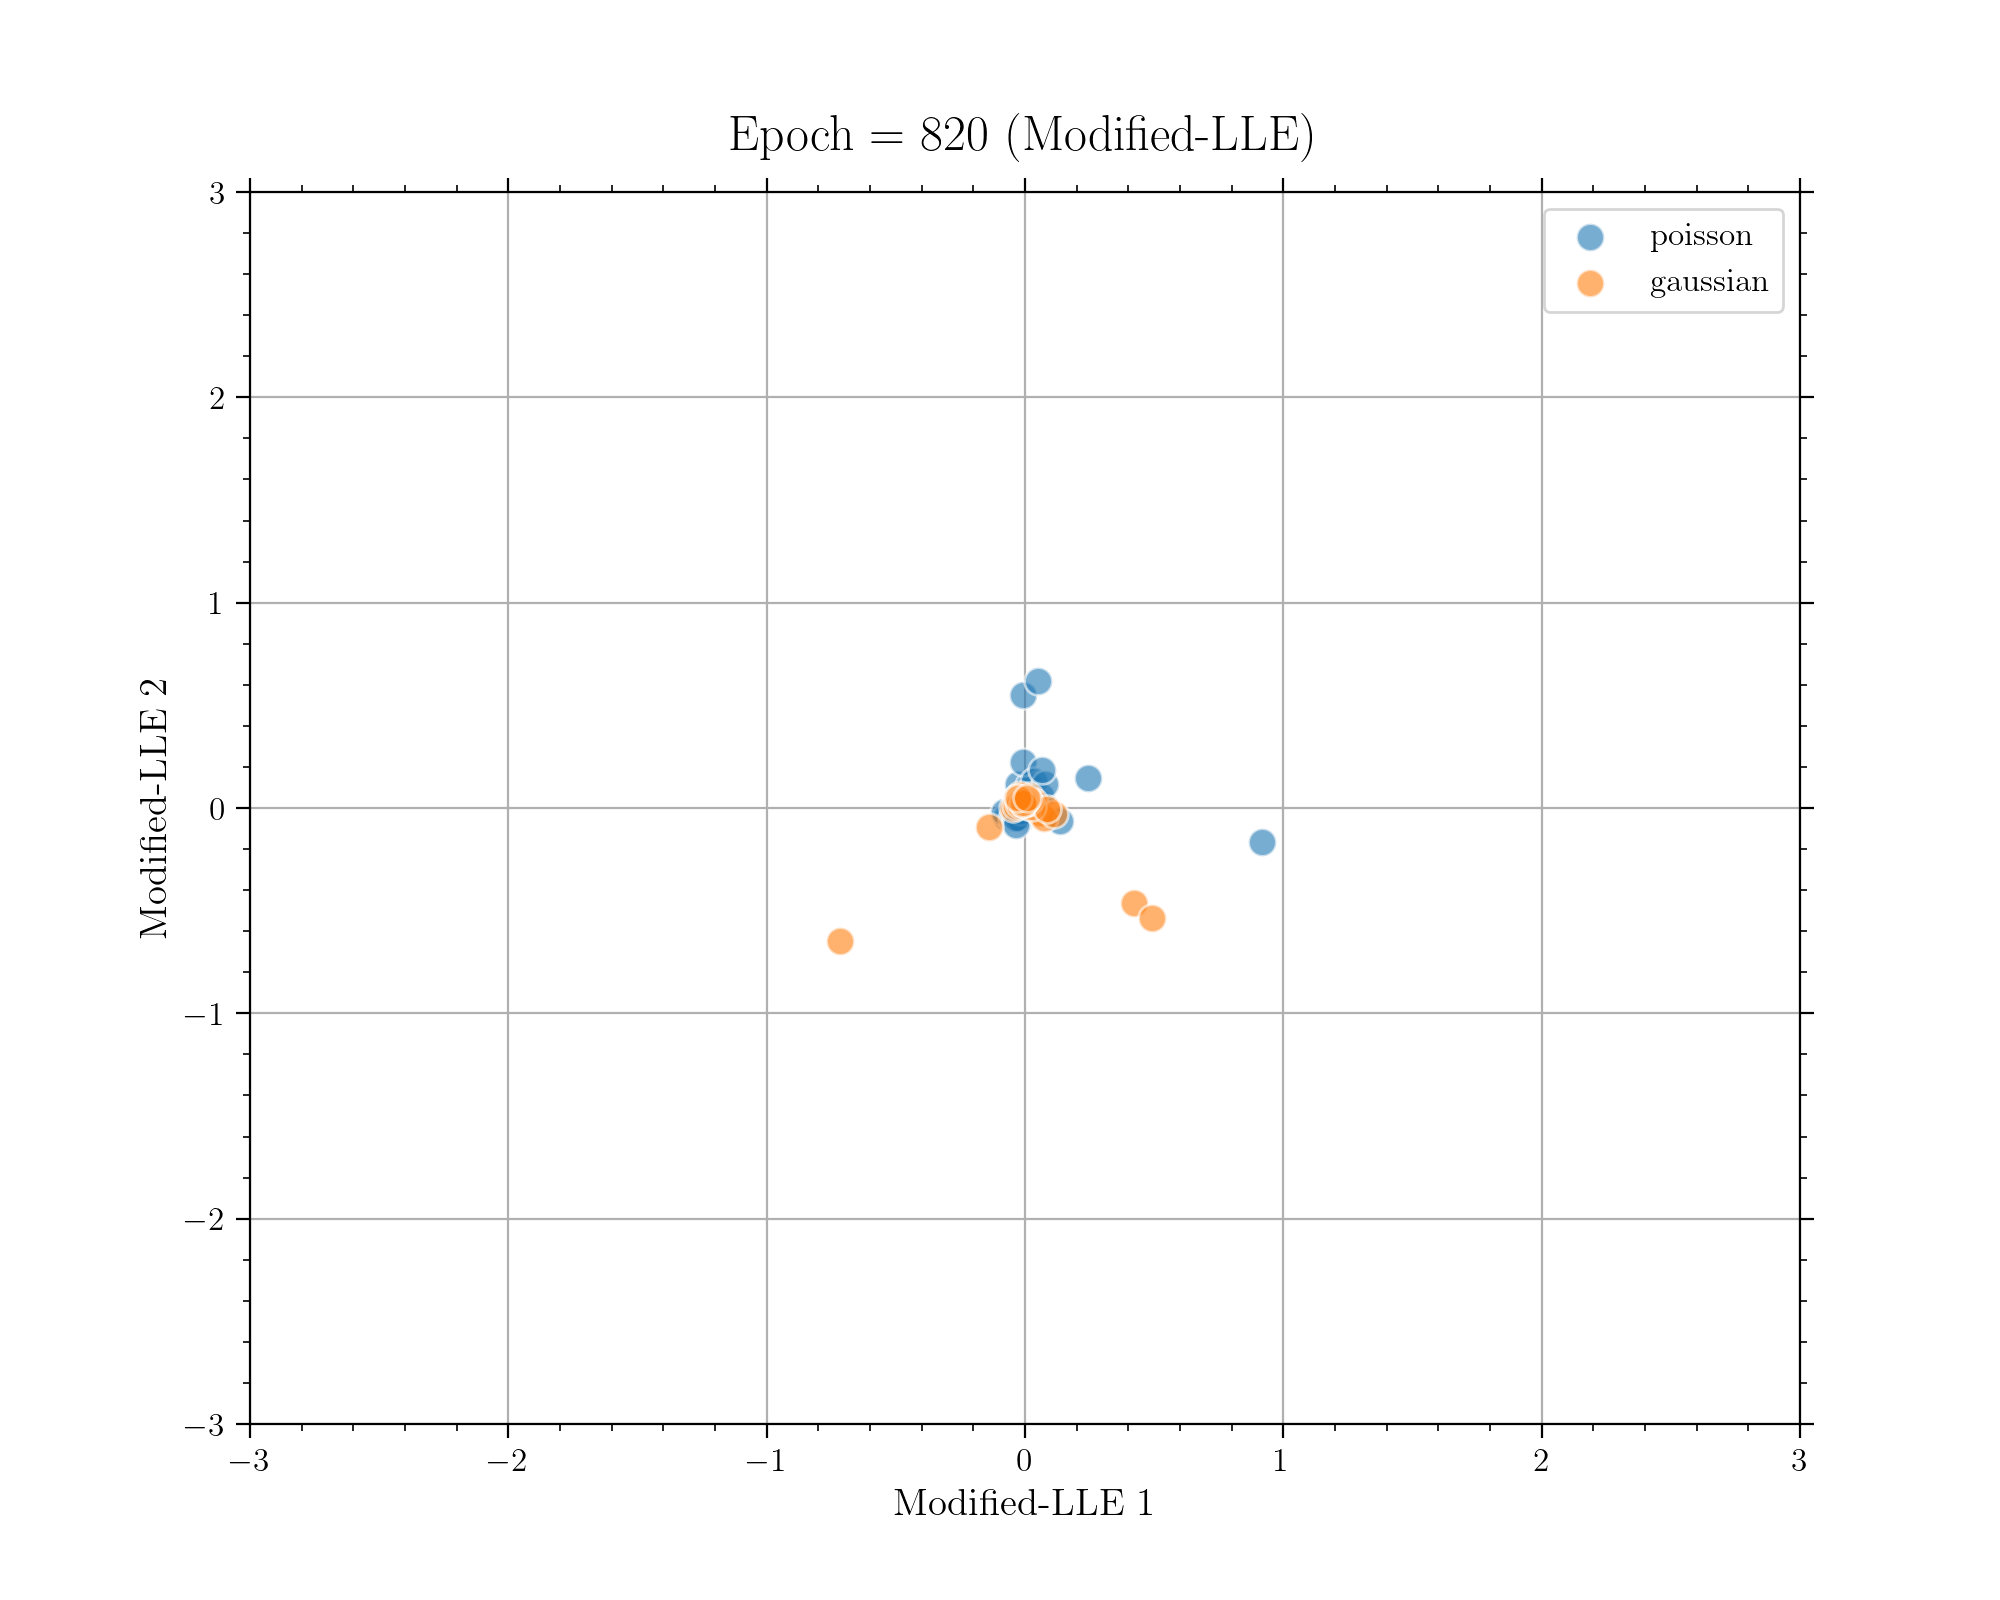 Epoch = 820 (Modified-LLE)
poisson
gaussian
3
2
1
0
−1
−2
−3
Modified-LLE 2
−3
−2
−1
0
1
2
3
Modified-LLE 1